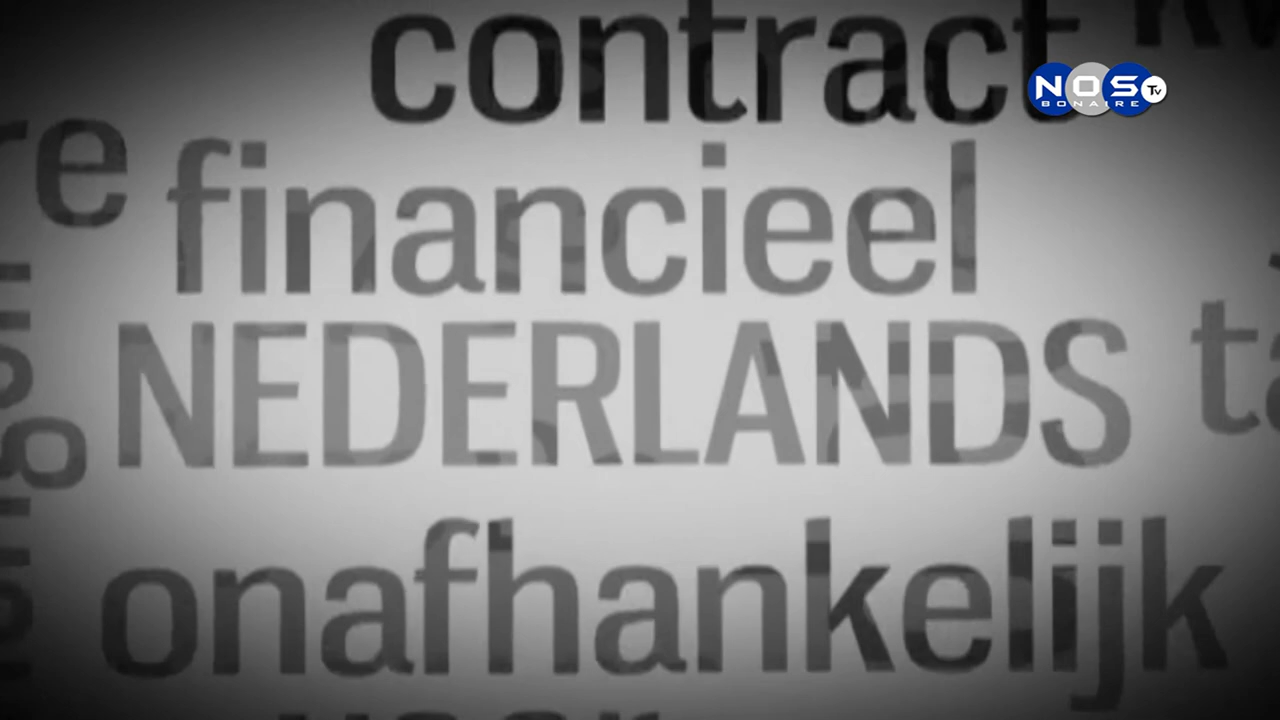 contract
NOS TV
BONAIRE
financieel
NEDERLANDS
onafhankelijk